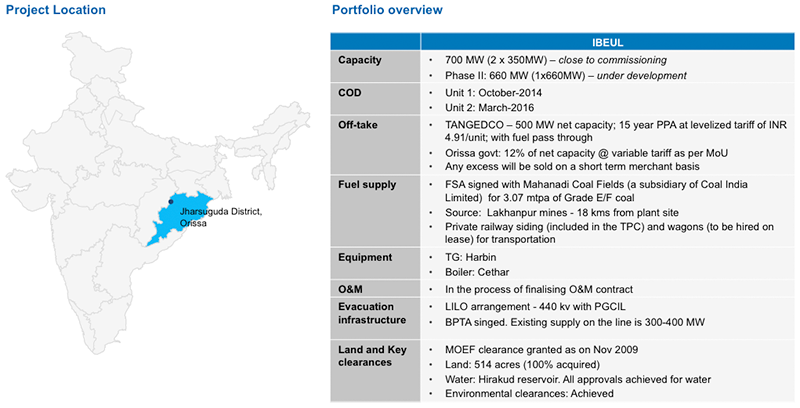 Project Location
Jharsuguda District,
Orissa
Portfolio overview
IBEUL
Capacity
• 700 MW (2 x 350MW) – close to commissioning
• Phase II: 660 MW (1x660MW) – under development
COD
• Unit 1: October-2014
• Unit 2: March-2016
Off-take
• TANGEDCO – 500 MW net capacity; 15 year PPA at levelized tariff of INR
4.91/unit; with fuel pass through
• Orissa govt: 12% of net capacity @ variable tariff as per MoU
• Any excess will be sold on a short term merchant basis
Fuel supply
• FSA signed with Mahanadi Coal Fields (a subsidiary of Coal India
Limited) for 3.07 mtpa of Grade E/F coal
• Source: Lakhanpur mines - 18 kms from plant site
• Private railway siding (included in the TPC) and wagons (to be hired on
lease) for transportation
Equipment
• TG: Harbin
• Boiler: Cethar
O&M
• In the process of finalising O&M contract
Evacuation
infrastructure
• LILO arrangement - 440 kv with PGCIL
• BPTA singed. Existing supply on the line is 300-400 MW
Land and Key
clearances
• MOEF clearance granted as on Nov 2009
• Land: 514 acres (100% acquired)
• Water: Hirakud reservoir. All approvals achieved for water
• Environmental clearances: Achieved